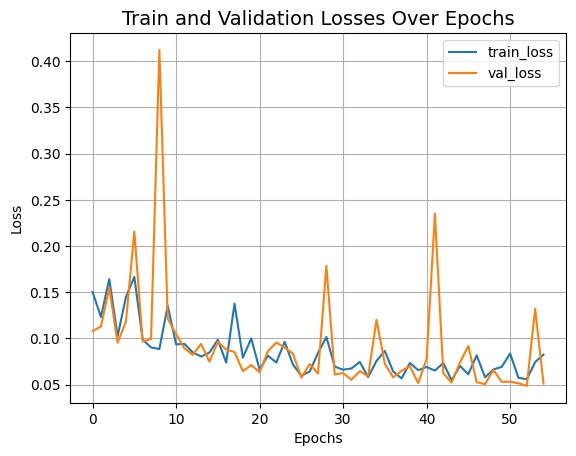 Train and Validation Losses Over Epochs
train_loss
val_loss
0.40
0.35
0.30
0.25
0.20
0.15
0.10
0.05
Loss
0 10 20 30 40 50
Epochs